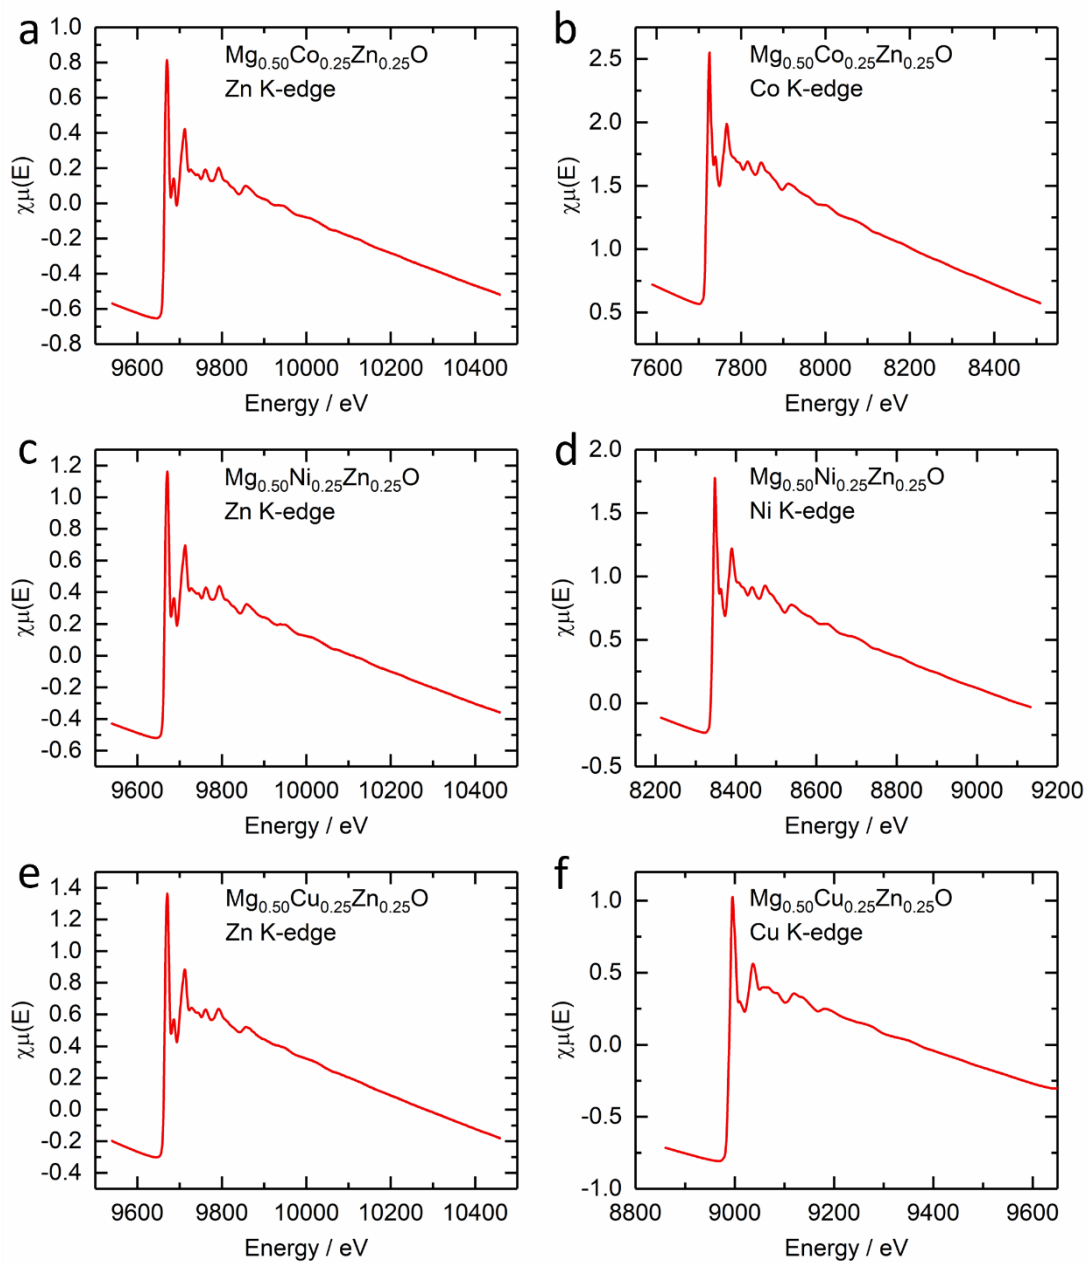 a
Mg0.50Co0.25Zn0.25O
Zn K-edge
1.0
0.8
0.6
0.4
0.2
0.0
-0.2
-0.4
-0.6
-0.8
χμ(E)
9600 9800 10000 10200 10400
Energy / eV
b
Mg0.50Co0.25Zn0.25O
Co K-edge
2.5
2.0
1.5
1.0
0.5
χμ(E)
7600 7800 8000 8200 8400
Energy / eV
c
Mg0.50Ni0.25Zn0.25O
Zn K-edge
1.2
1.0
0.8
0.6
0.4
0.2
0.0
-0.2
-0.4
-0.6
χμ(E)
9600 9800 10000 10200 10400
Energy / eV
d
Mg0.50Ni0.25Zn0.25O
Ni K-edge
2.0
1.5
1.0
0.5
0.0
-0.5
χμ(E)
8200 8400 8600 8800 9000 9200
Energy / eV
e
Mg0.50Cu0.25Zn0.25O
Zn K-edge
1.4
1.2
1.0
0.8
0.6
0.4
0.2
0.0
-0.2
-0.4
χμ(E)
9600 9800 10000 10200 10400
Energy / eV
f
Mg0.50Cu0.25Zn0.25O
Cu K-edge
1.0
0.5
0.0
-0.5
-1.0
χμ(E)
8800 9000 9200 9400 9600
Energy / eV